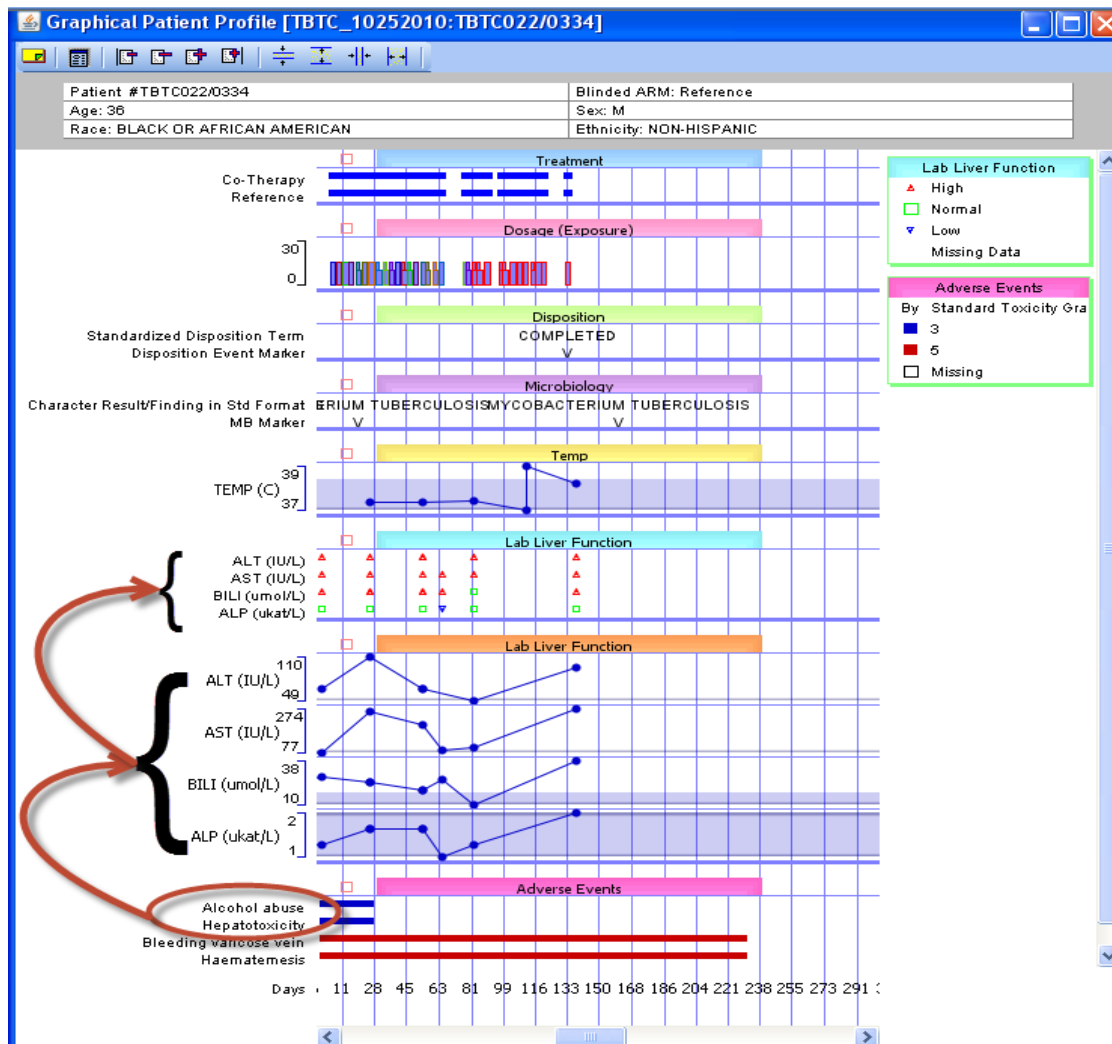 Graphical Patient Profile [TBTC_10252010:TBTC022/0334]
Patient #TBTC022/0334 Blinded ARM: Reference
Age: 36 Sex: M
Race: BLACK OR AFRICAN AMERICAN Ethnicity: NON-HISPANIC
Treatment
Co-Therapy
Reference
Dosage (Exposure)
30
0
Disposition
Standardized Disposition Term COMPLETED
Disposition Event Marker
Microbiology
Character Result/Finding in Std Format ERIUM TUBERCULOSISMYCOBACTERIUM TUBERCULOSIS
MB Marker
Temp
39
TEMP (C)
37
Lab Liver Function
ALT (IU/L)
AST (IU/L)
BILI (umol/L)
ALP (ukat/L)
Lab Liver Function
110
ALT (IU/L)
49
274
AST (IU/L)
77
38
BILI (umol/L)
10
2
ALP (ukat/L)
1
Adverse Events
Alcohol abuse
Hepatotoxicity
Bleeding varicose vein
Haematemesis
Days 11 28 45 63 81 99 116 133 150 168 186 204 221 238 255 273 291
Lab Liver Function
High
Normal
Low
Missing Data
Adverse Events
By Standard Toxicity Gra
3
5
Missing